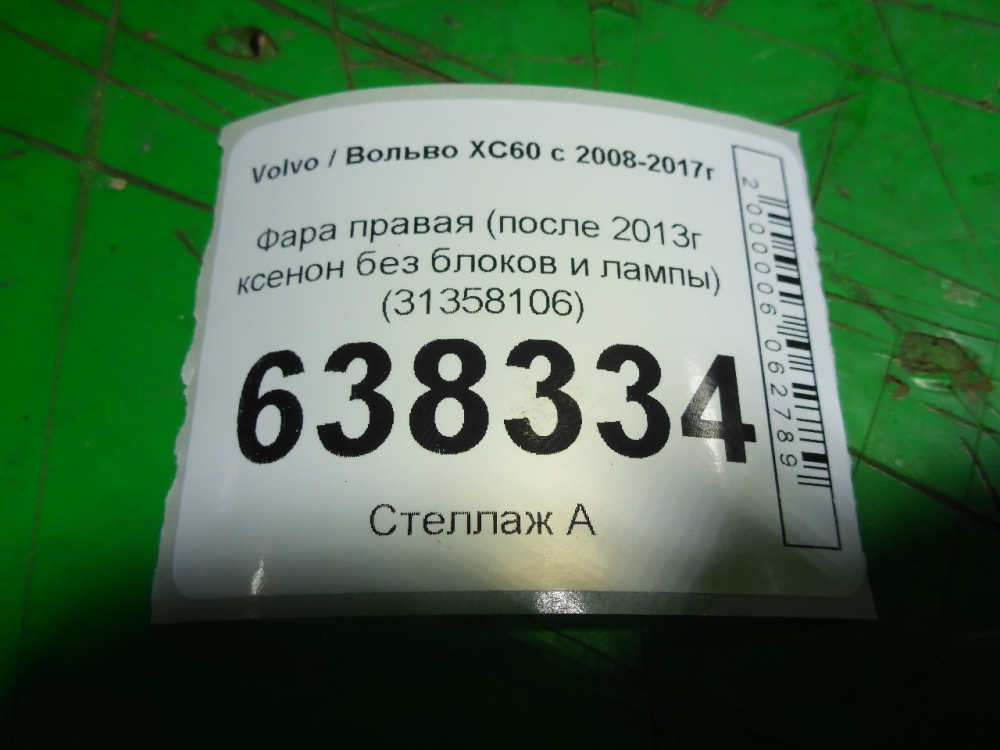 Volvo / Вольво XC60 с 2008-2017г
Фара правая (после 2013г
ксенон без блоков и лампы)
(31358106)
638334
Стеллаж А
2000006062789